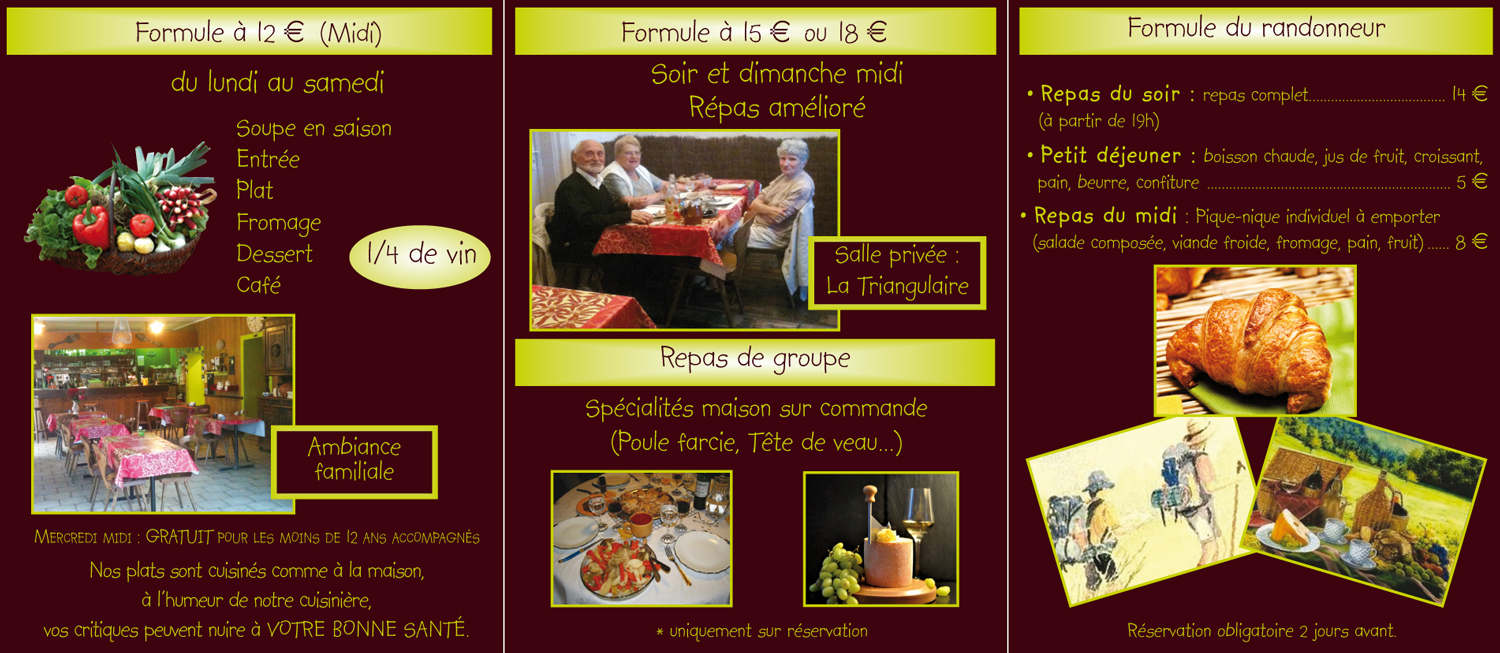 Formule à 12 € (Midi)
du lundi au samedi
Soupe en saison
Entrée
Plat
Fromage
Dessert
Café
1/4 de vin
Ambiance
familiale
MERCREDI MIDI : GRATUIT POUR LES MOINS DE 12 ANS ACCOMPAGNÉS
Nos plats sont cuisinés comme à la maison,
à l'humeur de notre cuisinière,
vos critiques peuvent nuire à VOTRE BONNE SANTÉ.
Formule à 15 € ou 18 €
Soir et dimanche midi
Répas amélioré
Salle privée :
La Triangulaire
Repas de groupe
Spécialités maison sur commande
(Poule farcie, Tête de veau...)
* uniquement sur réservation
Formule du randonneur
• Repas du soir : repas complet.................................. 14 €
(à partir de 19h)
• Petit déjeuner : boisson chaude, jus de fruit, croissant,
pain, beurre, confiture ............................................................. 5 €
• Repas du midi : Pique-nique individuel à emporter
(salade composée, viande froide, fromage, pain, fruit) ...... 8 €
Réservation obligatoire 2 jours avant.